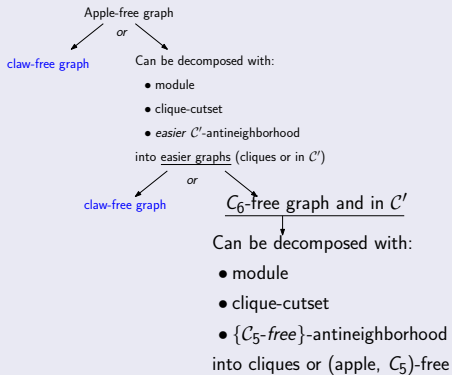 Apple-free graph
or
claw-free graph
Can be decomposed with:
• module
• clique-cutset
• easier C′-antineighborhood
into easier graphs (cliques or in C′)
or
claw-free graph
C₆-free graph and in C′
Can be decomposed with:
• module
• clique-cutset
• {C₅-free}-antineighborhood
into cliques or (apple, C₅)-free